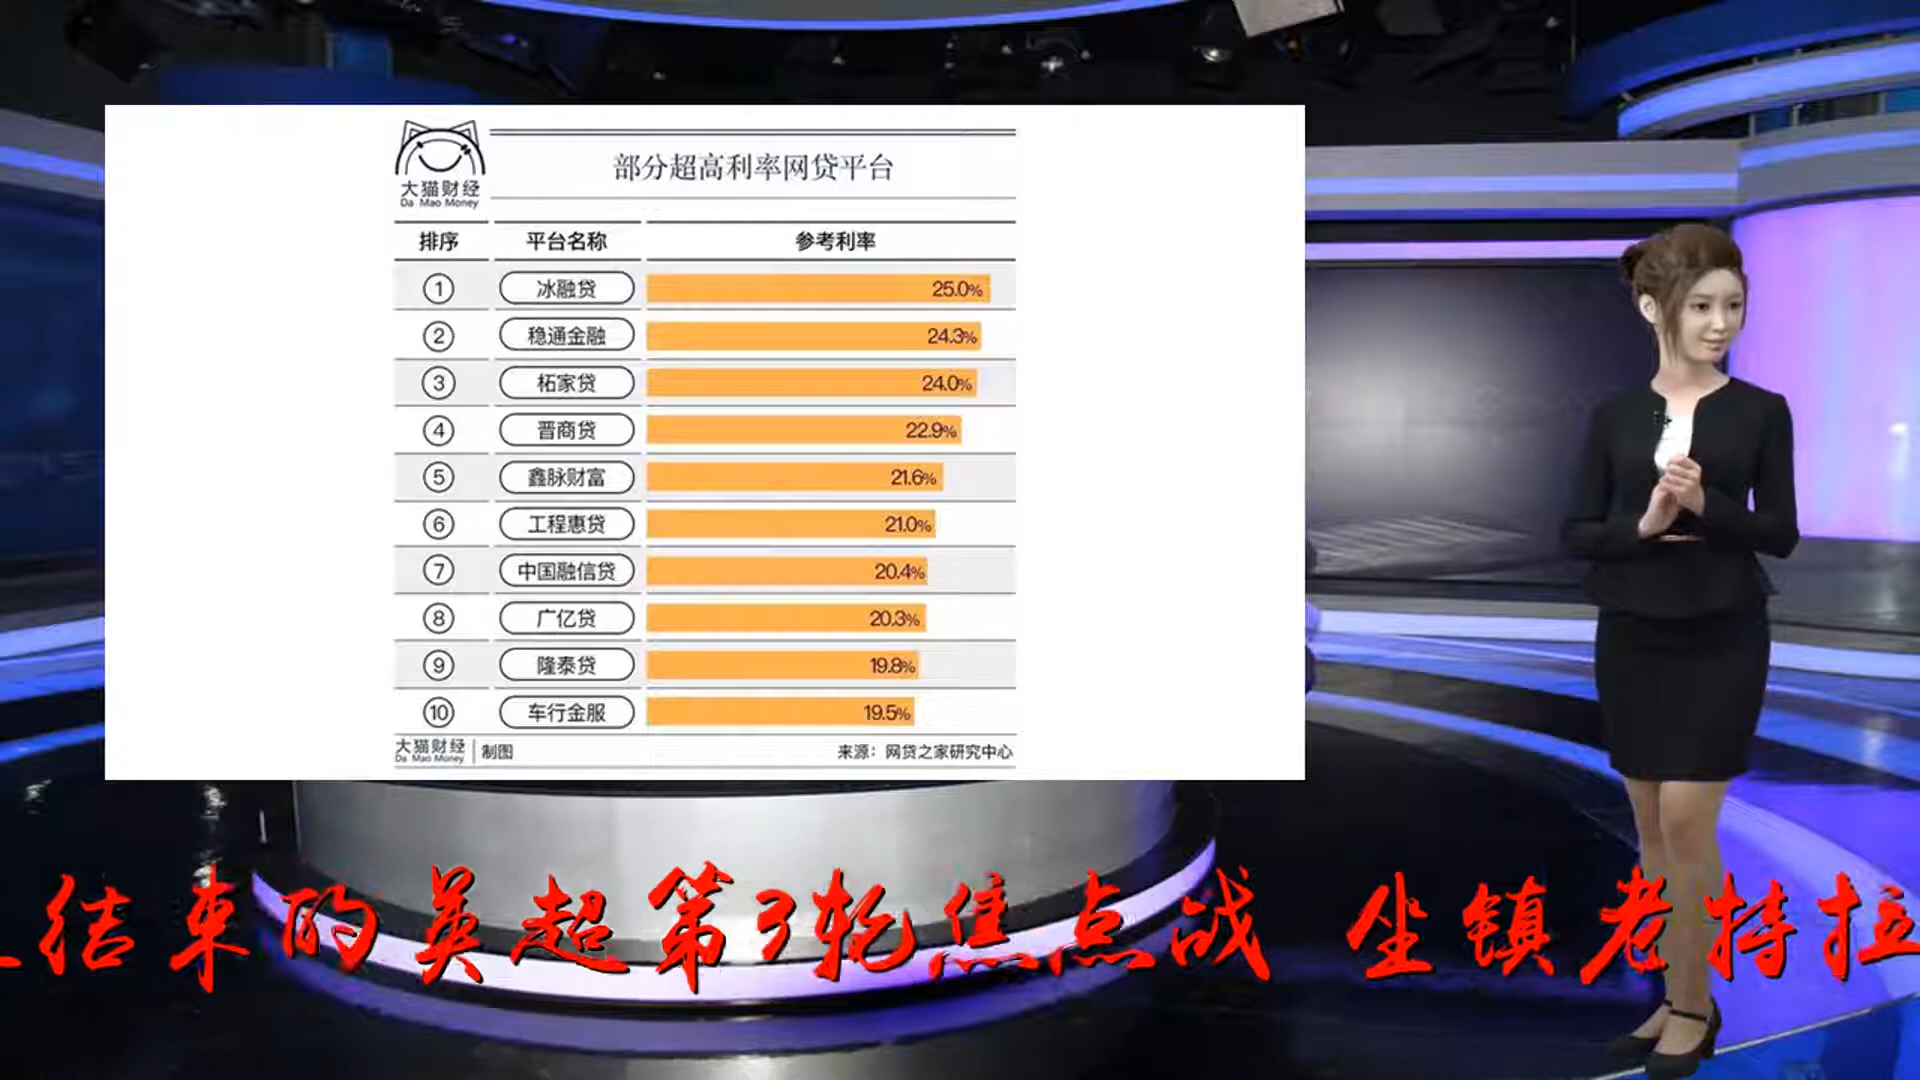 大猫财经
Da Mao Money
部分超高利率网贷平台
排序 平台名称 参考利率
1 冰融贷 25.0%
2 稳通金融 24.3%
3 柘家贷 24.0%
4 晋商贷 22.9%
5 鑫脉财富 21.6%
6 工程惠贷 21.0%
7 中国融信贷 20.4%
8 广亿贷 20.3%
9 隆泰贷 19.8%
10 车行金服 19.5%
大猫财经 制图 来源：网贷之家研究中心
Da Mao Money
结束的英超第3轮焦点战 坐镇老特拉